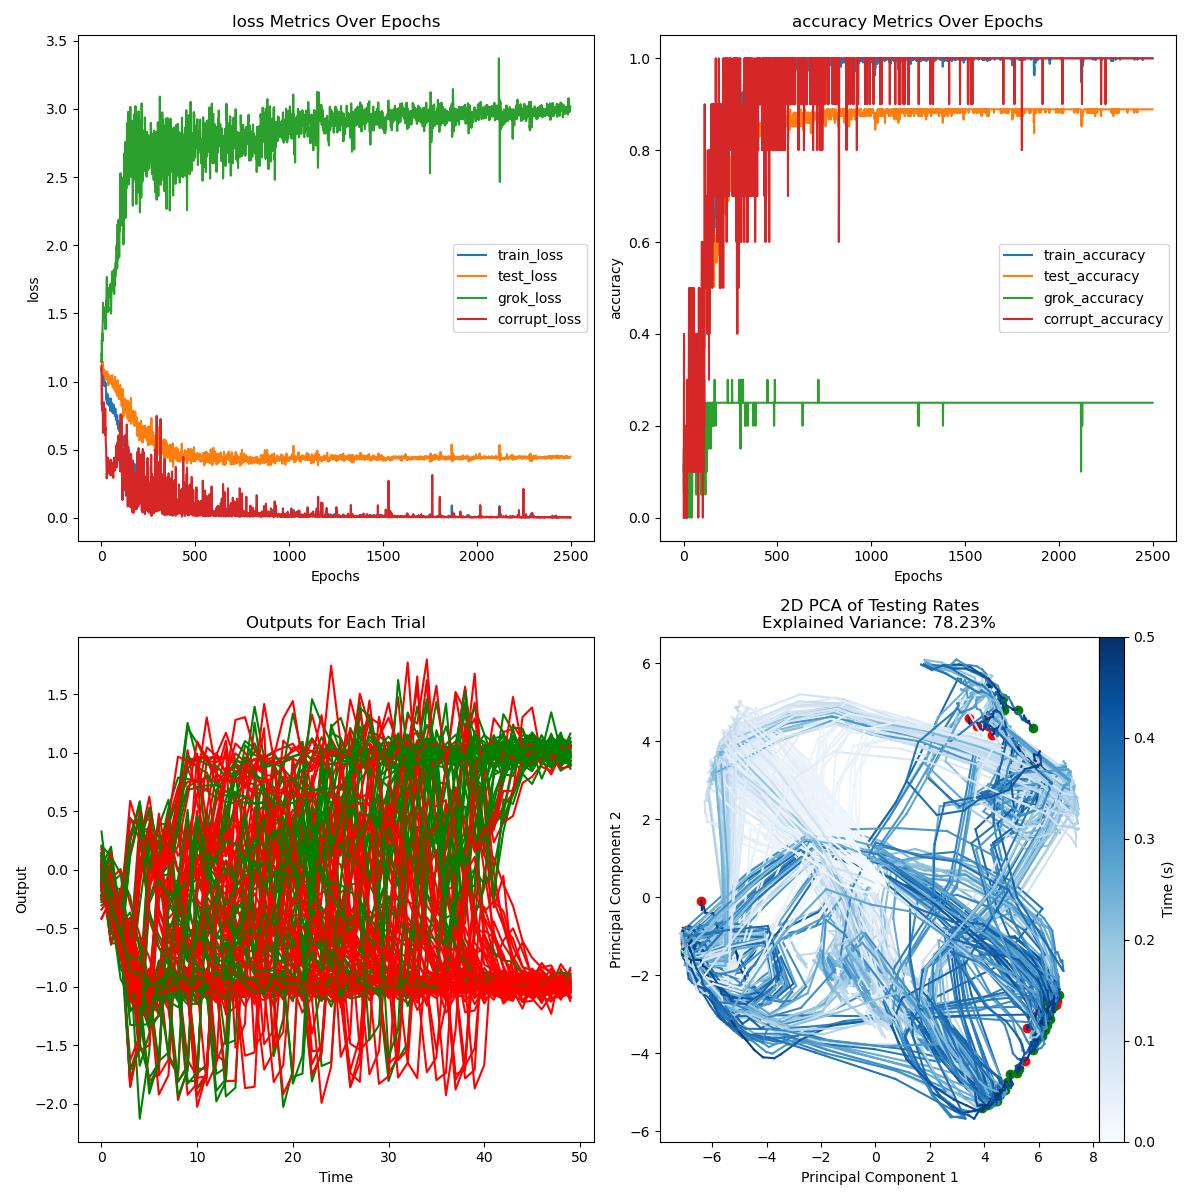 loss Metrics Over Epochs
3.5
3.0
2.5
2.0
1.5
1.0
0.5
0.0
loss
train_loss
test_loss
grok_loss
corrupt_loss
0
500
1000
1500
2000
2500
Epochs
accuracy Metrics Over Epochs
1.0
0.8
0.6
0.4
0.2
0.0
accuracy
train_accuracy
test_accuracy
grok_accuracy
corrupt_accuracy
0
500
1000
1500
2000
2500
Epochs
Outputs for Each Trial
1.5
1.0
0.5
0.0
−0.5
−1.0
−1.5
−2.0
Output
0
10
20
30
40
50
Time
2D PCA of Testing Rates
Explained Variance: 78.23%
6
4
2
0
−2
−4
−6
Principal Component 2
−6
−4
−2
0
2
4
6
8
Principal Component 1
0.5
0.4
0.3
0.2
0.1
0.0
Time (s)